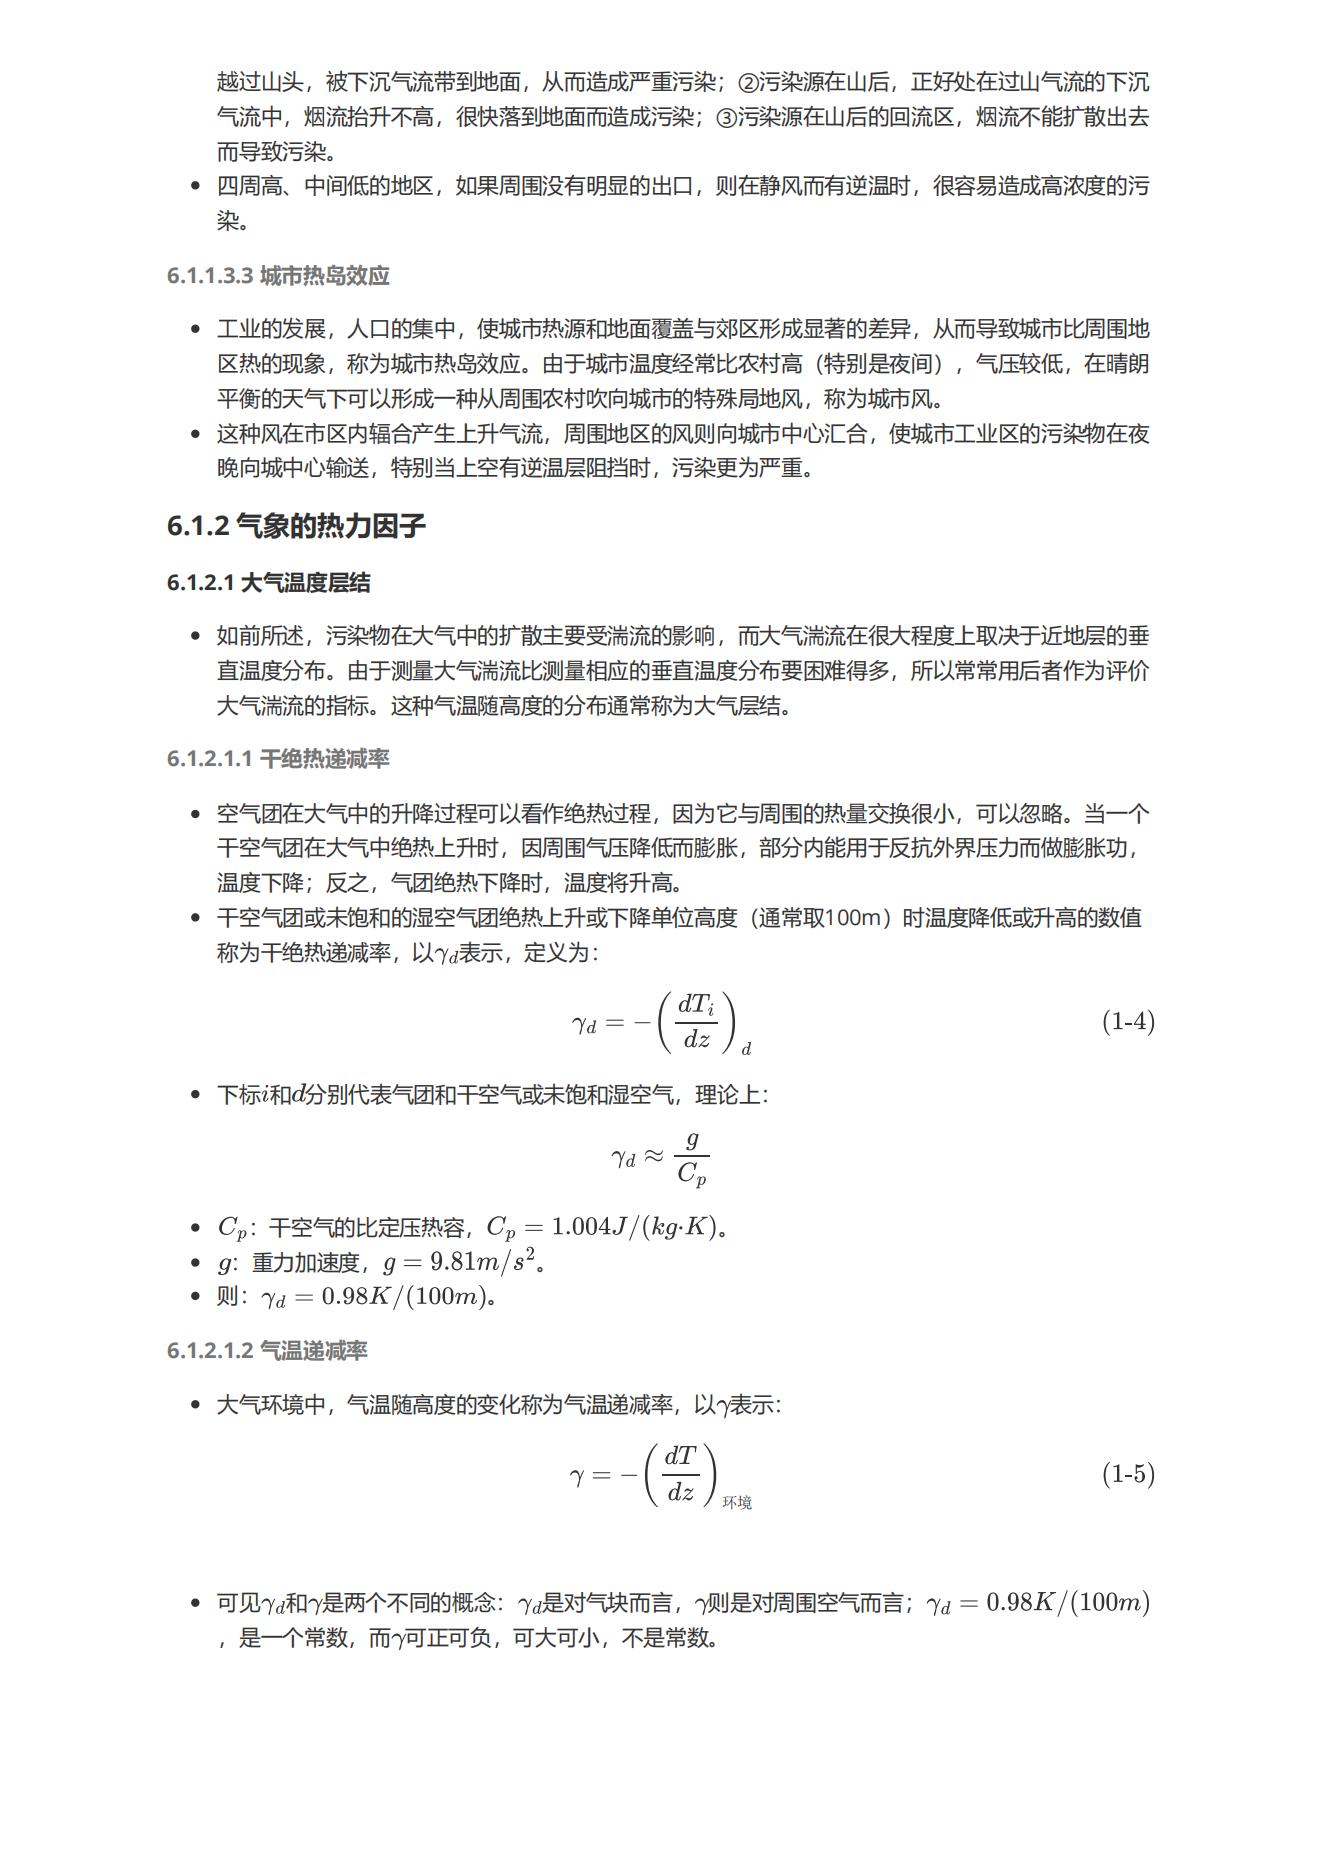 越过山头，被下沉气流带到地面，从而造成严重污染；②污染源在山后，正好处在过山气流的下沉
气流中，烟流抬升不高，很快落到地面而造成污染；③污染源在山后的回流区，烟流不能扩散出去
而导致污染。
• 四周高、中间低的地区，如果周围没有明显的出口，则在静风而有逆温时，很容易造成高浓度的污
染。
6.1.1.3.3 城市热岛效应
• 工业的发展，人口的集中，使城市热源和地面覆盖与郊区形成显著的差异，从而导致城市比周围地
区热的现象，称为城市热岛效应。由于城市温度经常比农村高（特别是夜间），气压较低，在晴朗
平衡的天气下可以形成一种从周围农村吹向城市的特殊局地风，称为城市风。
• 这种风在市区内辐合产生上升气流，周围地区的风则向城市中心汇合，使城市工业区的污染物在夜
晚向城中心输送，特别当上空有逆温层阻挡时，污染更为严重。
6.1.2 气象的热力因子
6.1.2.1 大气温度层结
• 如前所述，污染物在大气中的扩散主要受湍流的影响，而大气湍流在很大程度上取决于近地层的垂
直温度分布。由于测量大气湍流比测量相应的垂直温度分布要困难得多，所以常常用后者作为评价
大气湍流的指标。这种气温随高度的分布通常称为大气层结。
6.1.2.1.1 干绝热递减率
• 空气团在大气中的升降过程可以看作绝热过程，因为它与周围的热量交换很小，可以忽略。当一个
干空气团在大气中绝热上升时，因周围气压降低而膨胀，部分内能用于反抗外界压力而做膨胀功，
温度下降；反之，气团绝热下降时，温度将升高。
• 干空气团或未饱和的湿空气团绝热上升或下降单位高度（通常取100m）时温度降低或升高的数值
称为干绝热递减率，以γ_d表示，定义为：
γ_d = −(dT_i/dz)_d (1-4)
• 下标i和d分别代表气团和干空气或未饱和湿空气，理论上：
γ_d ≈ g/C_p
• C_p：干空气的比定压热容，C_p = 1.004J/(kg·K)。
• g：重力加速度，g = 9.81m/s²。
• 则：γ_d = 0.98K/(100m)。
6.1.2.1.2 气温递减率
• 大气环境中，气温随高度的变化称为气温递减率，以γ表示：
γ = −(dT/dz)_环境 (1-5)
• 可见γ_d和γ是两个不同的概念：γ_d是对气块而言，γ则是对周围空气而言；γ_d = 0.98K/(100m)
，是一个常数，而γ可正可负，可大可小，不是常数。